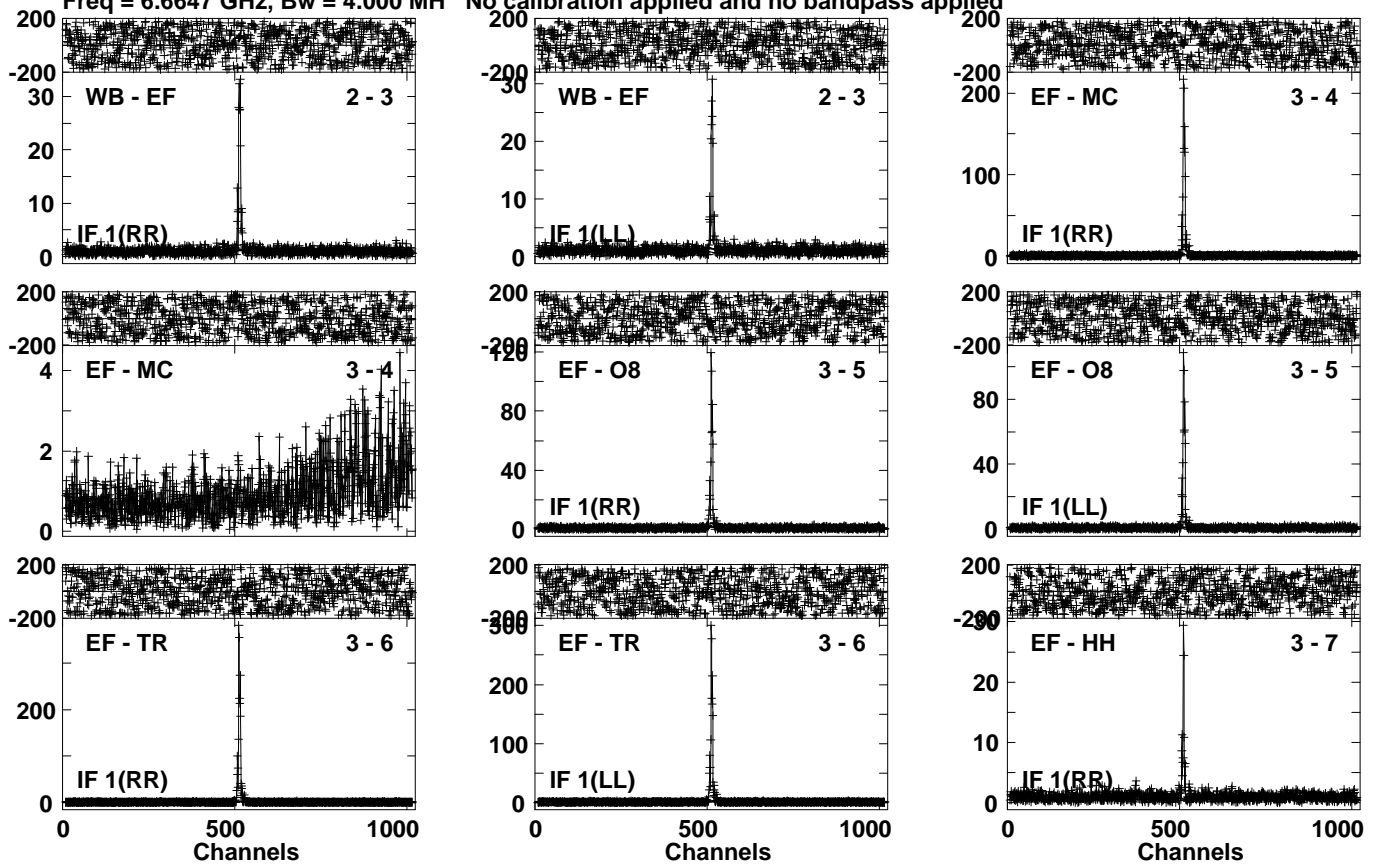 Freq = 6.6647 GHz, Bw = 4.000 MH No calibration applied and no bandpass applied
200
-200
30
20
10
0
WB - EF 2 - 3
IF 1(RR)
200
-200
30
20
10
0
WB - EF 2 - 3
IF 1(LL)
200
-200
200
100
0
EF - MC 3 - 4
IF 1(RR)
200
-200
4
2
0
EF - MC 3 - 4
200
-200
120
80
40
0
EF - O8 3 - 5
IF 1(RR)
200
-200
80
40
0
EF - O8 3 - 5
IF 1(LL)
200
-200
200
0
EF - TR 3 - 6
IF 1(RR)
0 500 1000
Channels
200
-200
300
200
100
0
EF - TR 3 - 6
IF 1(LL)
0 500 1000
200
-200
30
20
10
0
EF - HH 3 - 7
IF 1(RR)
0 500 1000
Channels